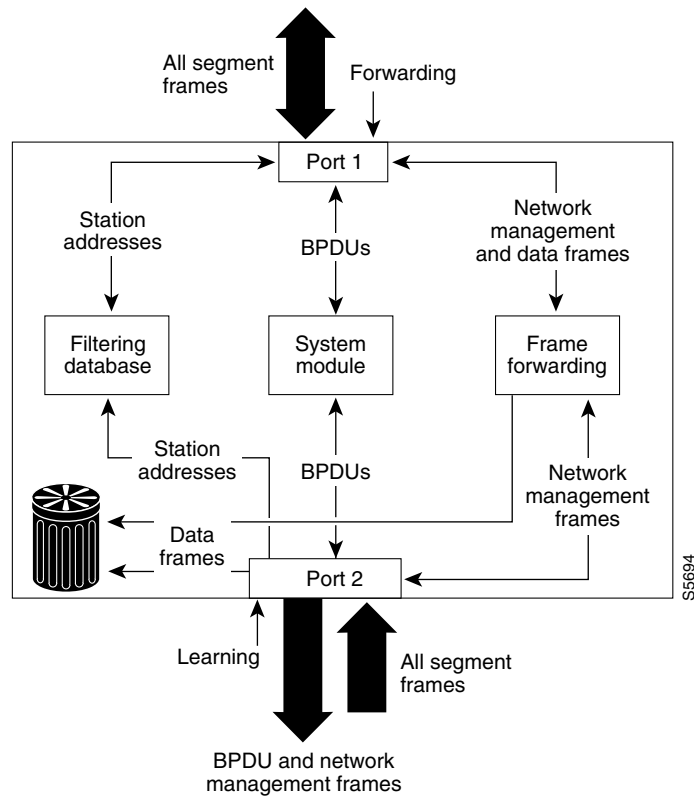 All segment
frames
Forwarding
Port 1
Station
addresses
BPDUs
Network
management
and data frames
Filtering
database
System
module
Frame
forwarding
Station
addresses
BPDUs
Network
management
frames
Data
frames
Port 2
S5694
Learning
All segment
frames
BPDU and network
management frames